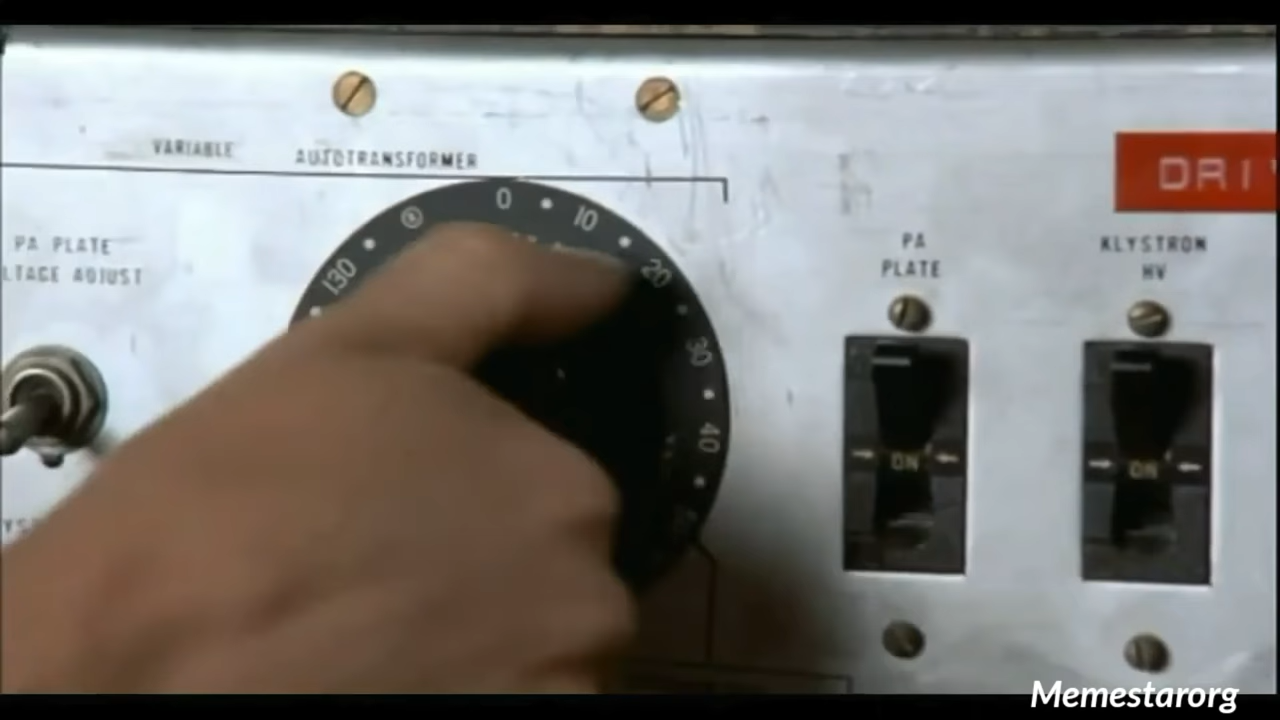 VARIABLE AUTOTRANSFORMER
PA PLATE
LTAGE ADJUST
0
10
20
30
40
130
PA
PLATE
KLYSTRON
HV
DRI
ON
ON
Memestarorg